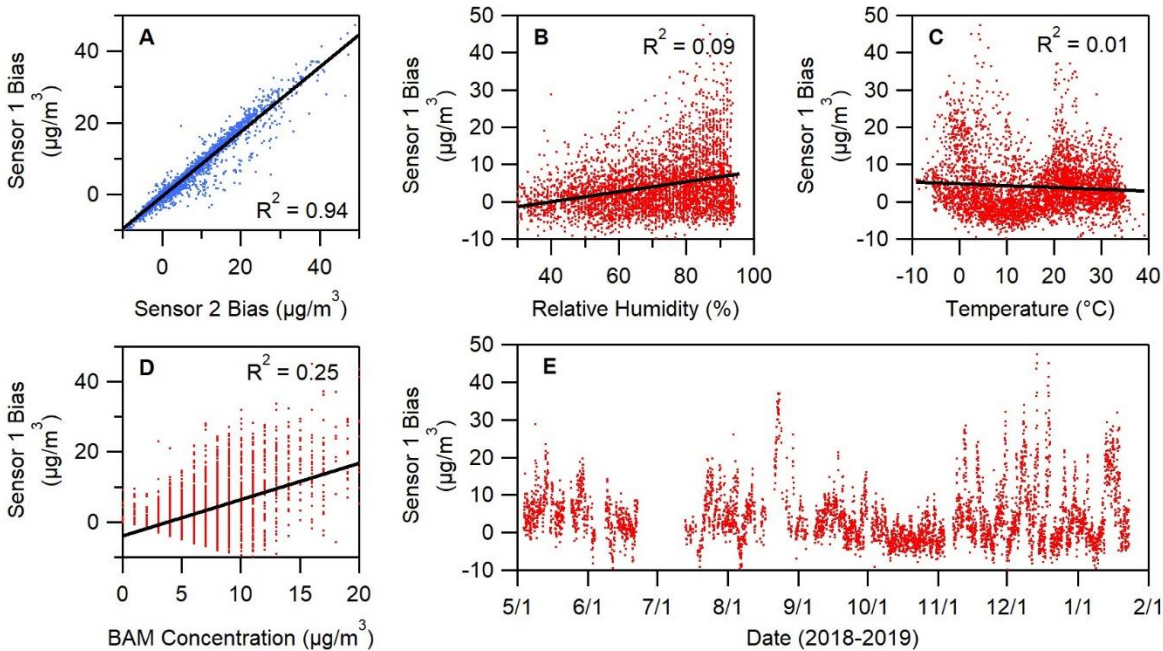 A
Sensor 1 Bias
(µg/m³)
40
20
0
R² = 0.94
0
20
40
Sensor 2 Bias (µg/m³)
B
R² = 0.09
Sensor 1 Bias
(µg/m³)
50
40
30
20
10
0
-10
40
60
80
100
Relative Humidity (%)
C
R² = 0.01
Sensor 1 Bias
(µg/m³)
50
40
30
20
10
0
-10
-10
0
10
20
30
40
Temperature (°C)
D
R² = 0.25
Sensor 1 Bias
(µg/m³)
40
20
0
0
5
10
15
20
BAM Concentration (µg/m³)
E
Sensor 1 Bias
(µg/m³)
50
40
30
20
10
0
-10
5/1
6/1
7/1
8/1
9/1
10/1
11/1
12/1
1/1
2/1
Date (2018-2019)